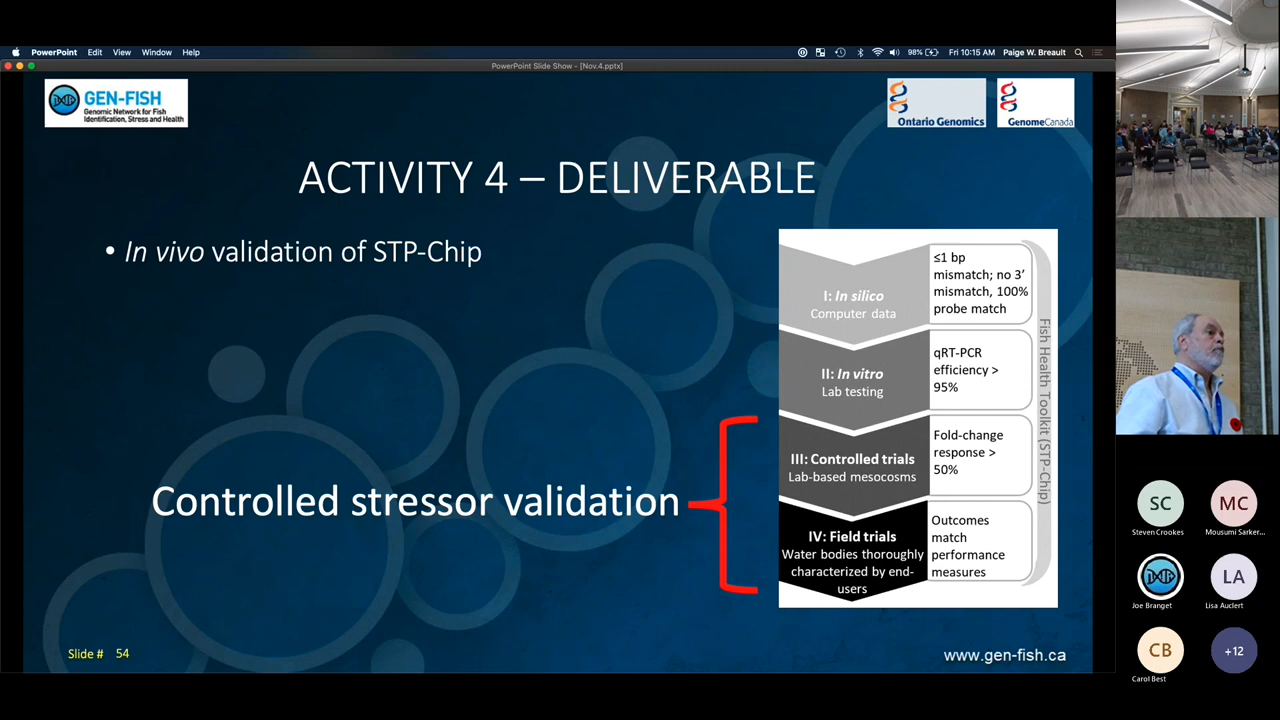 PowerPoint Edit View Window Help
98% Fri 10:15 AM Paige W. Breault
PowerPoint Slide Show - [Nov.4.pptx]
GEN-FISH
Genomic Network for Fish
Identification, Stress and Health
Ontario Genomics
GenomeCanada
ACTIVITY 4 – DELIVERABLE
• In vivo validation of STP-Chip
I: In silico
Computer data
≤1 bp
mismatch; no 3’
mismatch, 100%
probe match
II: In vitro
Lab testing
qRT-PCR
efficiency >
95%
III: Controlled trials
Lab-based mesocosms
Fold-change
response >
50%
IV: Field trials
Water bodies thoroughly
characterized by end-
users
Outcomes
match
performance
measures
Fish Health Toolkit (STP-Chip)
Controlled stressor validation
Slide # 54
www.gen-fish.ca
SC
Steven Crookes
MC
Mousumi Sarker...
Joe Branget
LA
Lisa Auclert
CB
Carol Best
+12